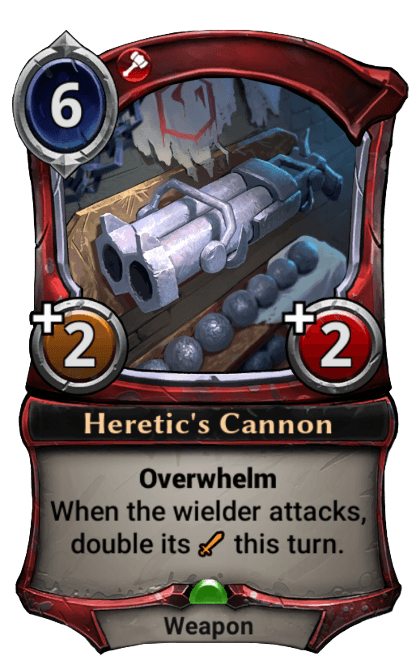 6
+2
+2
Heretic's Cannon
Overwhelm
When the wielder attacks,
double its this turn.
Weapon